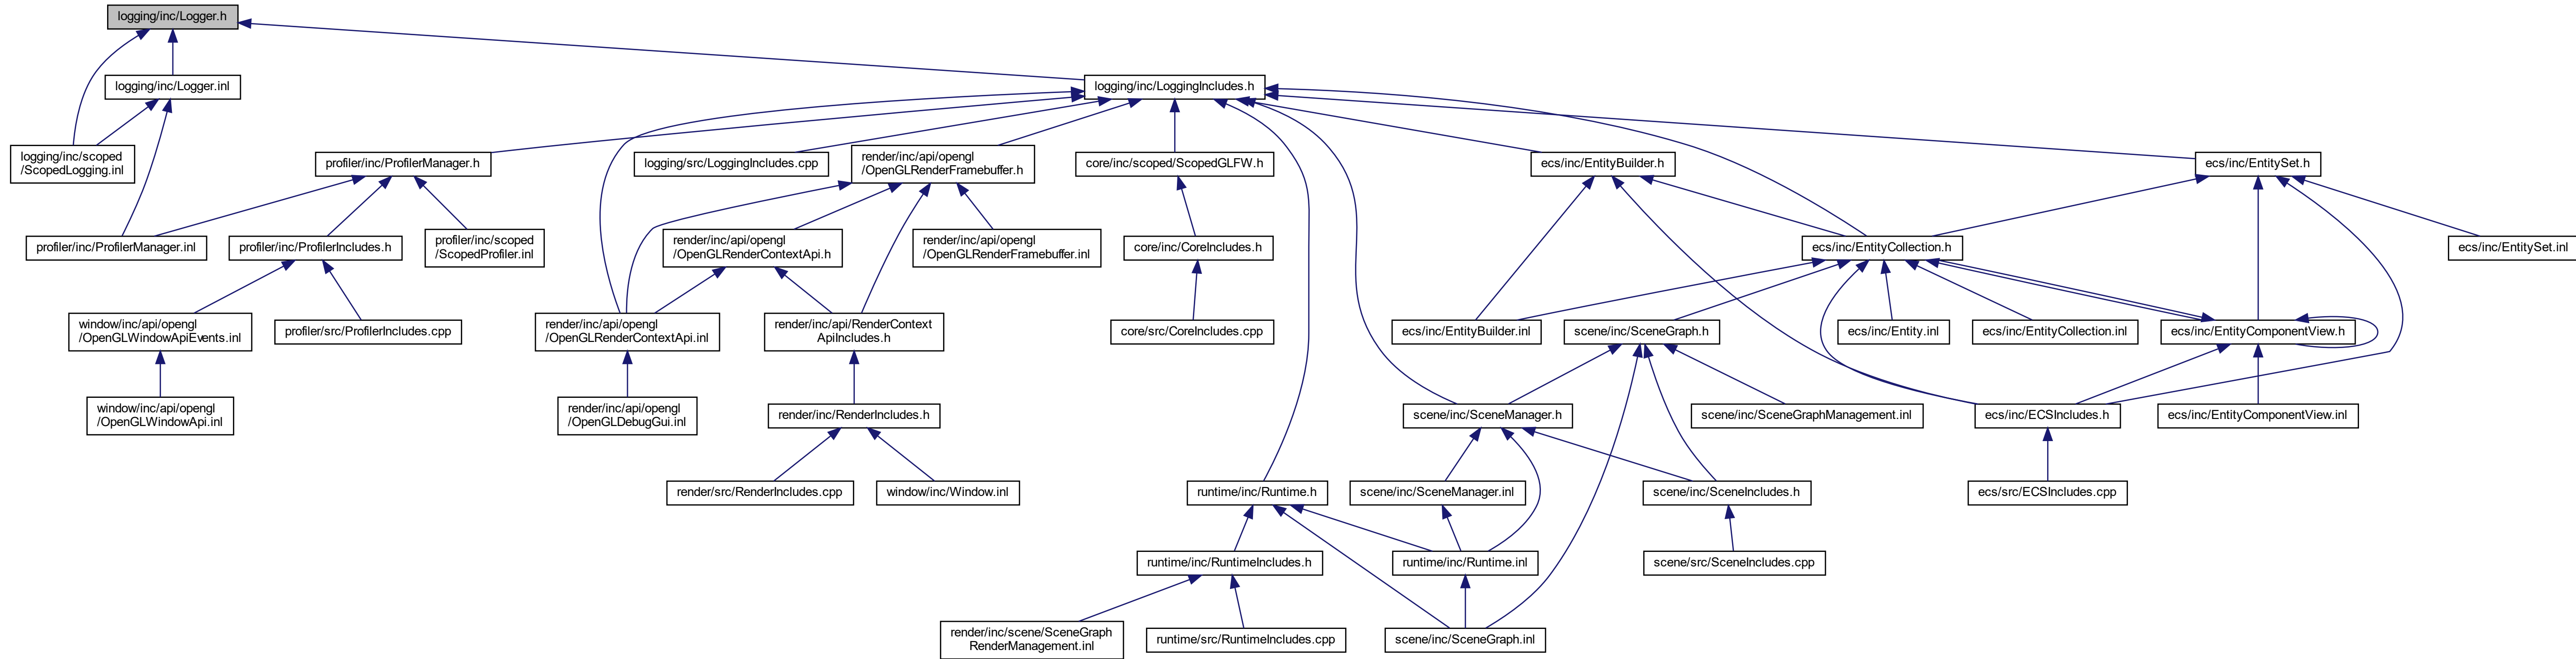 logging/inc/Logger.h
logging/inc/Logger.inl
logging/inc/LoggingIncludes.h
logging/inc/scoped
/ScopedLogging.inl
profiler/inc/ProfilerManager.h
logging/src/LoggingIncludes.cpp
render/inc/api/opengl
/OpenGLRenderFramebuffer.h
core/inc/scoped/ScopedGLFW.h
ecs/inc/EntityBuilder.h
ecs/inc/EntitySet.h
profiler/inc/ProfilerManager.inl
profiler/inc/ProfilerIncludes.h
profiler/inc/scoped
/ScopedProfiler.inl
render/inc/api/opengl
/OpenGLRenderContextApi.h
render/inc/api/opengl
/OpenGLRenderFramebuffer.inl
core/inc/CoreIncludes.h
ecs/inc/EntityCollection.h
ecs/inc/EntitySet.inl
window/inc/api/opengl
/OpenGLWindowApiEvents.inl
profiler/src/ProfilerIncludes.cpp
render/inc/api/opengl
/OpenGLRenderContextApi.inl
render/inc/api/RenderContext
ApiIncludes.h
core/src/CoreIncludes.cpp
ecs/inc/EntityBuilder.inl
scene/inc/SceneGraph.h
ecs/inc/Entity.inl
ecs/inc/EntityCollection.inl
ecs/inc/EntityComponentView.h
window/inc/api/opengl
/OpenGLWindowApi.inl
render/inc/api/opengl
/OpenGLDebugGui.inl
render/inc/RenderIncludes.h
scene/inc/SceneManager.h
scene/inc/SceneGraphManagement.inl
ecs/inc/ECSIncludes.h
ecs/inc/EntityComponentView.inl
render/src/RenderIncludes.cpp
window/inc/Window.inl
runtime/inc/Runtime.h
scene/inc/SceneManager.inl
scene/inc/SceneIncludes.h
ecs/src/ECSIncludes.cpp
runtime/inc/RuntimeIncludes.h
runtime/inc/Runtime.inl
scene/src/SceneIncludes.cpp
render/inc/scene/SceneGraph
RenderManagement.inl
runtime/src/RuntimeIncludes.cpp
scene/inc/SceneGraph.inl